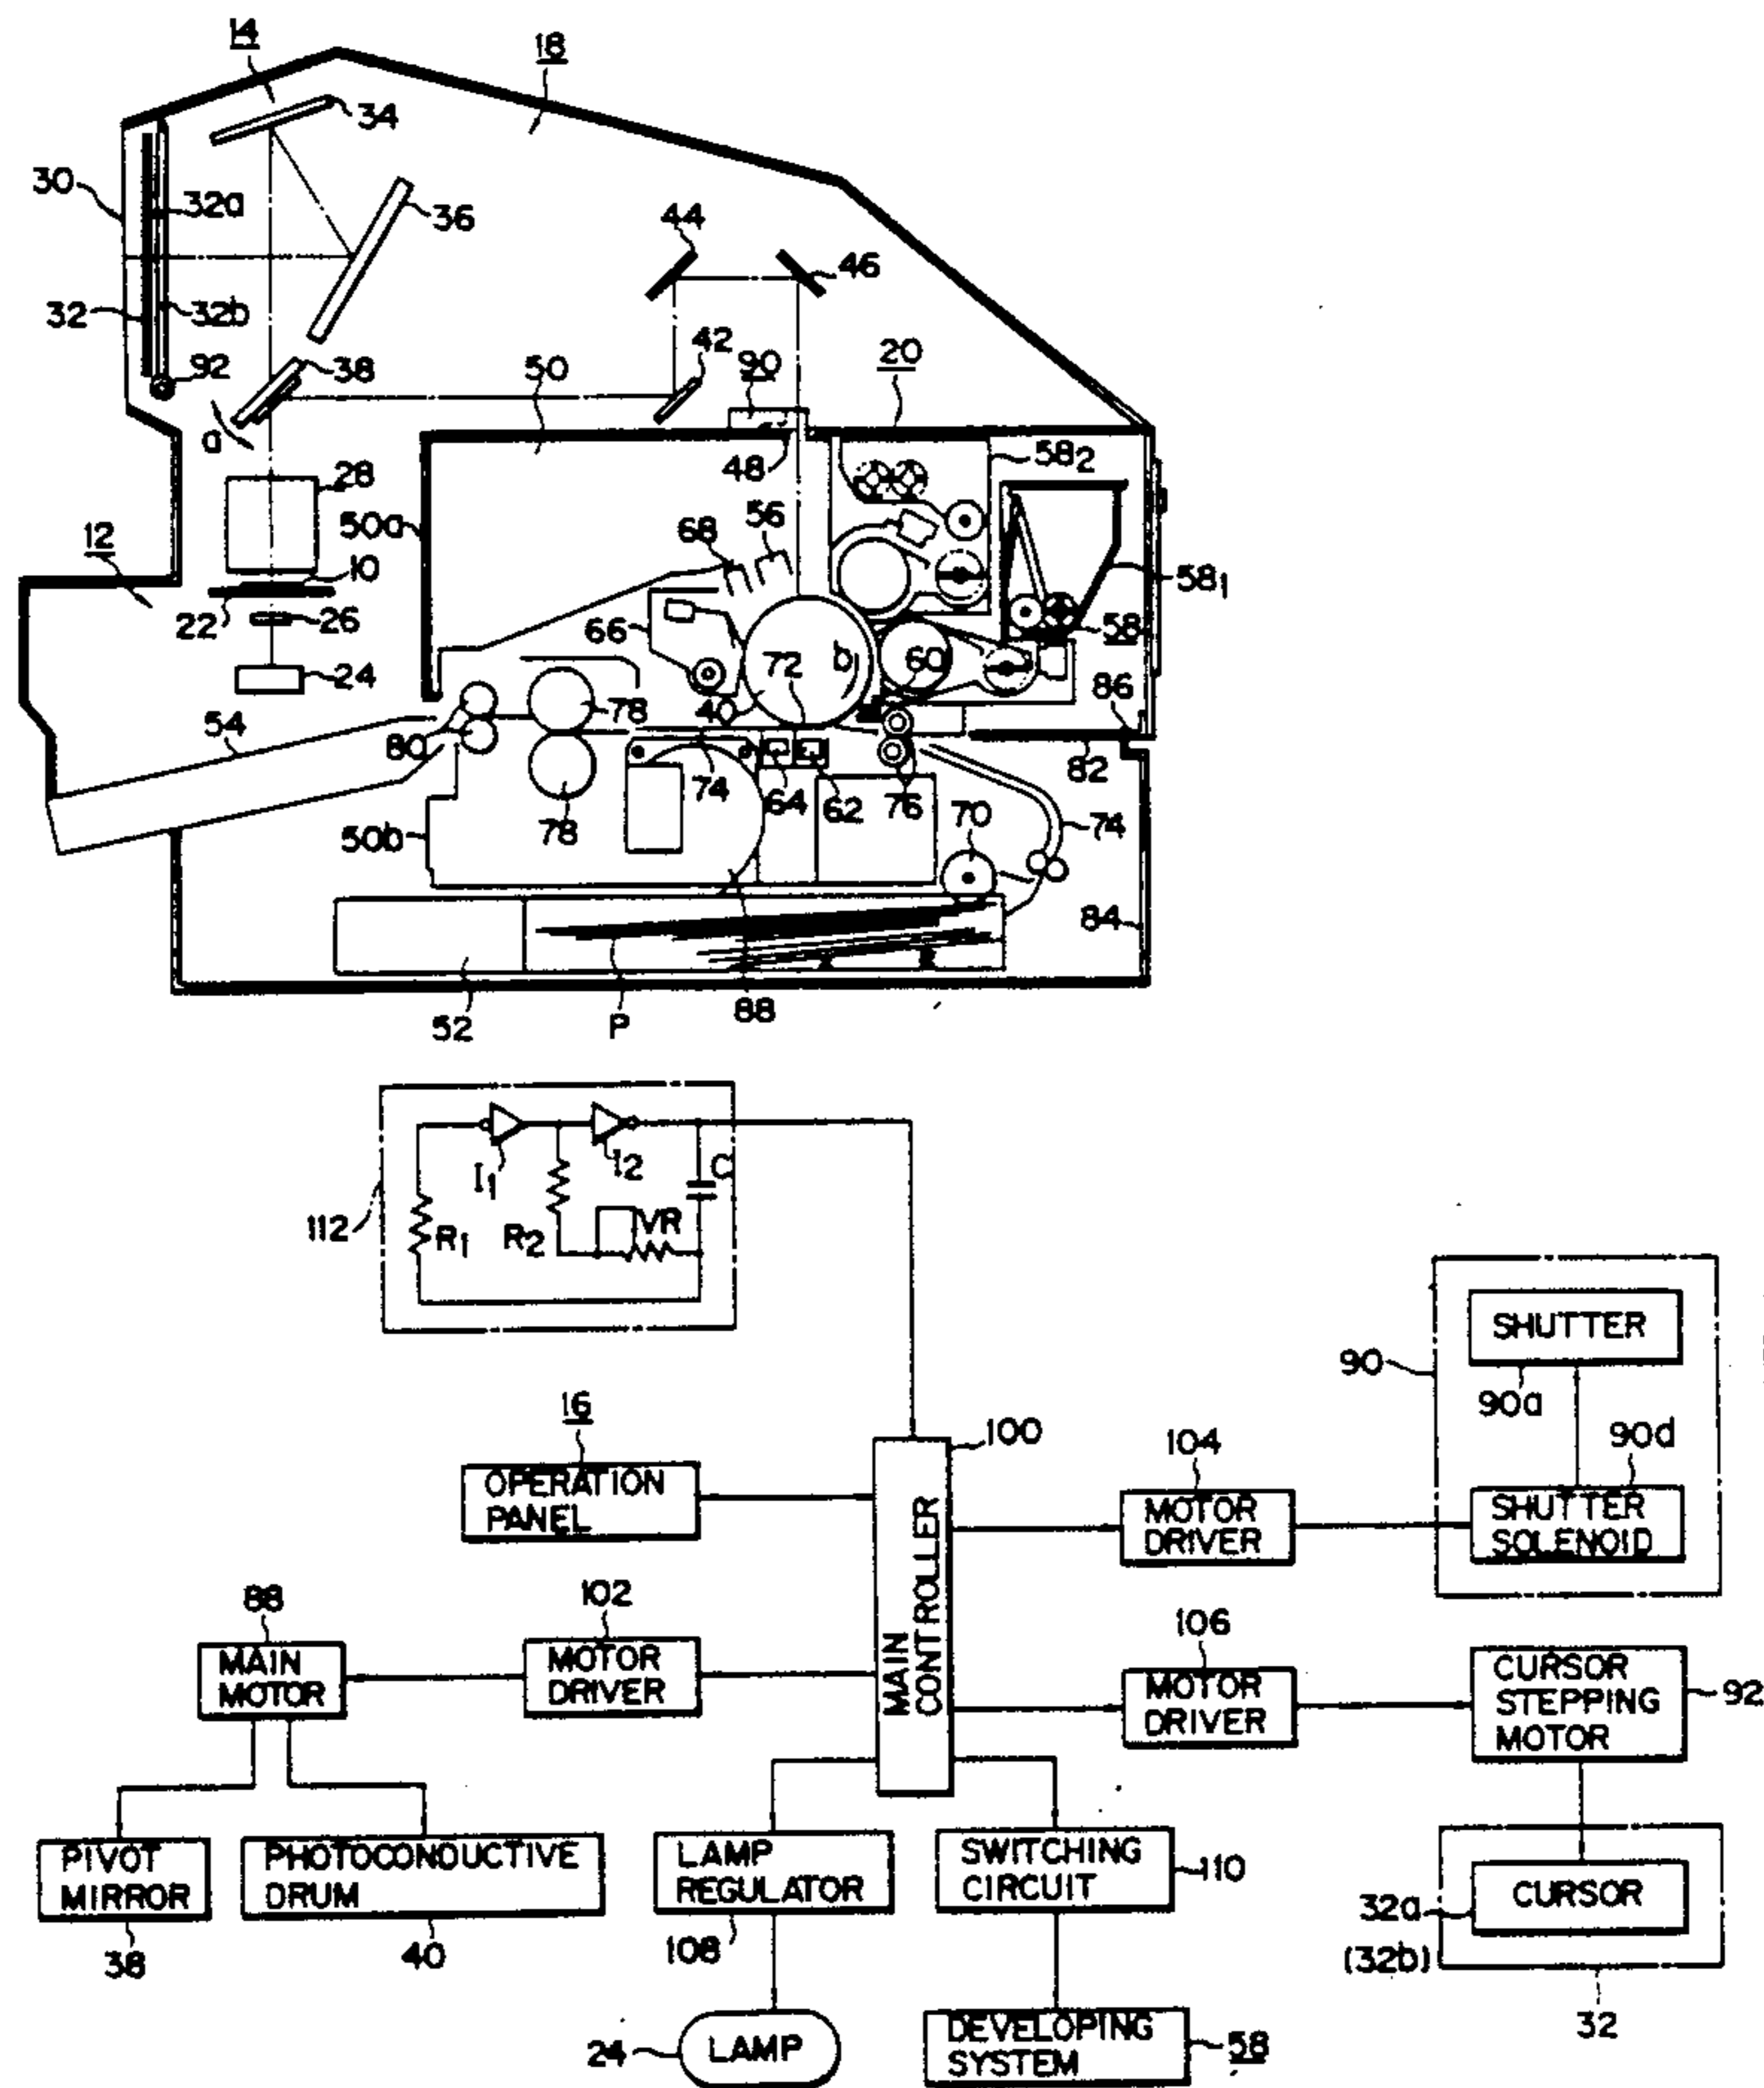 14
18
34
30
32a
36
44
46
32
32b
92
38
42
90
20
50
a
48
58₂
28
50a
68
56
12
10
58₁
22
26
66
72
b
60
58
24
40
86
54
78
80
74
64
62
76
82
78
70
74
50b
84
52
P
88
I₁
I₂
C
112
R₁
R₂
VR
SHUTTER
90
90a
16
100
90d
104
OPERATION
PANEL
MOTOR
DRIVER
SHUTTER
SOLENOID
MAIN
CONTROLLER
88
102
106
MAIN
MOTOR
MOTOR
DRIVER
MOTOR
DRIVER
CURSOR
STEPPING
MOTOR
92
PIVOT
MIRROR
PHOTOCONDUCTIVE
DRUM
LAMP
REGULATOR
SWITCHING
CIRCUIT
110
CURSOR
32a
(32b)
38
40
108
32
24
LAMP
DEVELOPING
SYSTEM
58